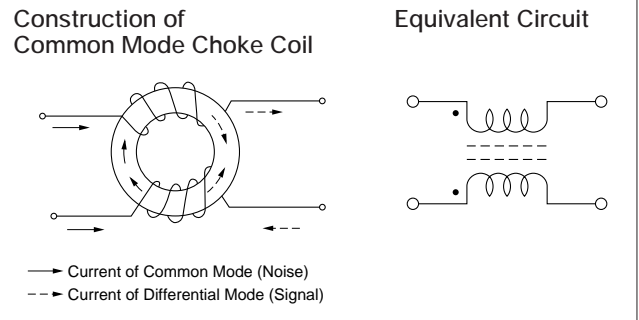 Construction of
Common Mode Choke Coil
Equivalent Circuit
Current of Common Mode (Noise)
Current of Differential Mode (Signal)